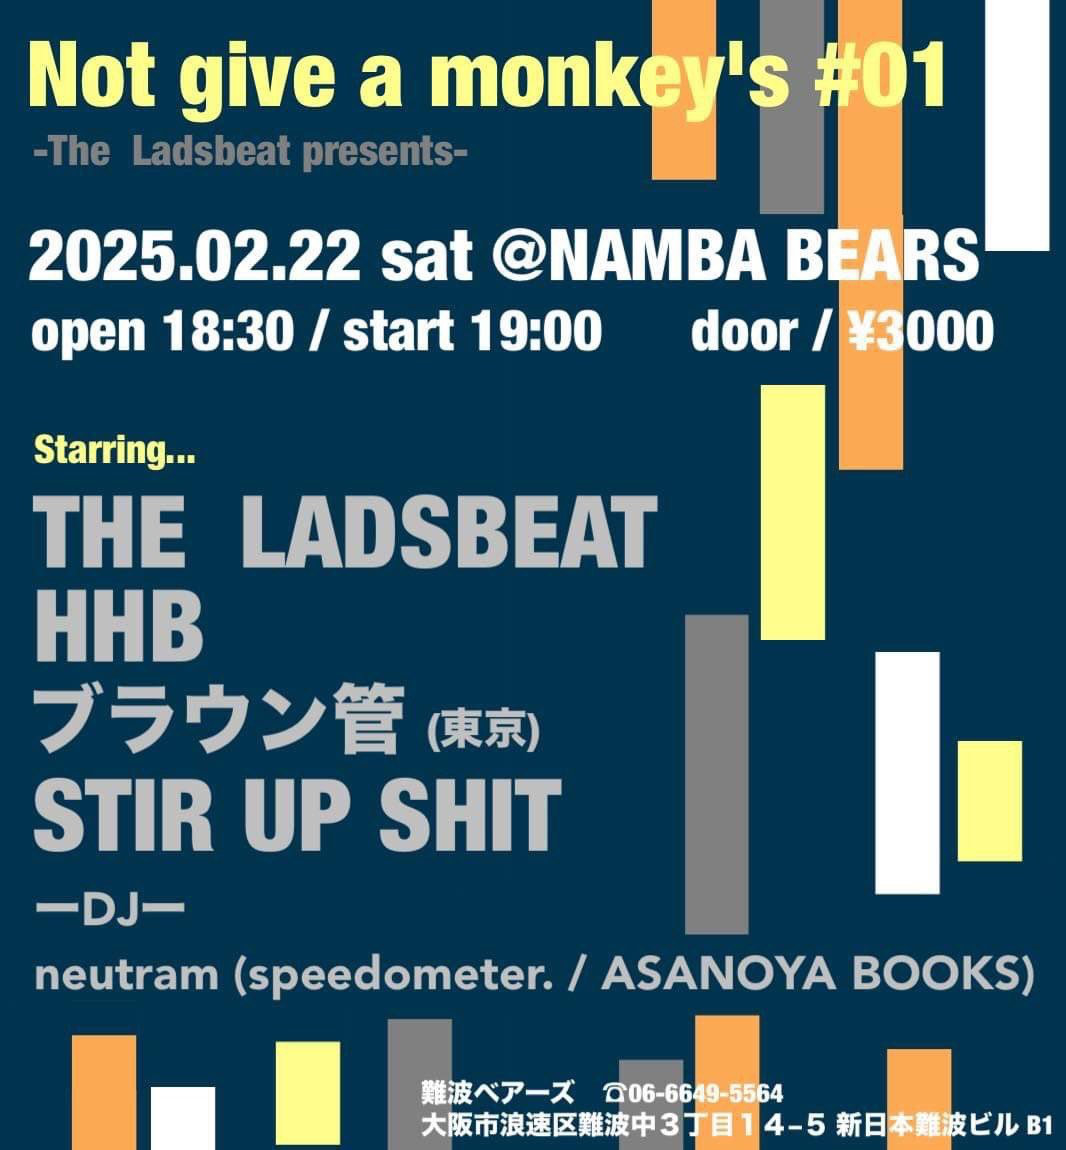 Not give a monkey's #01
-The Ladsbeat presents-
2025.02.22 sat @NAMBA BEARS
open 18:30 / start 19:00 door / ¥3000
Starring...
THE LADSBEAT
HHB
ブラウン管 (東京)
STIR UP SHIT
ーDJー
neutram (speedometer. / ASANOYA BOOKS)
難波ベアーズ ☎06-6649-5564
大阪市浪速区難波中３丁目１４−５ 新日本難波ビル B1